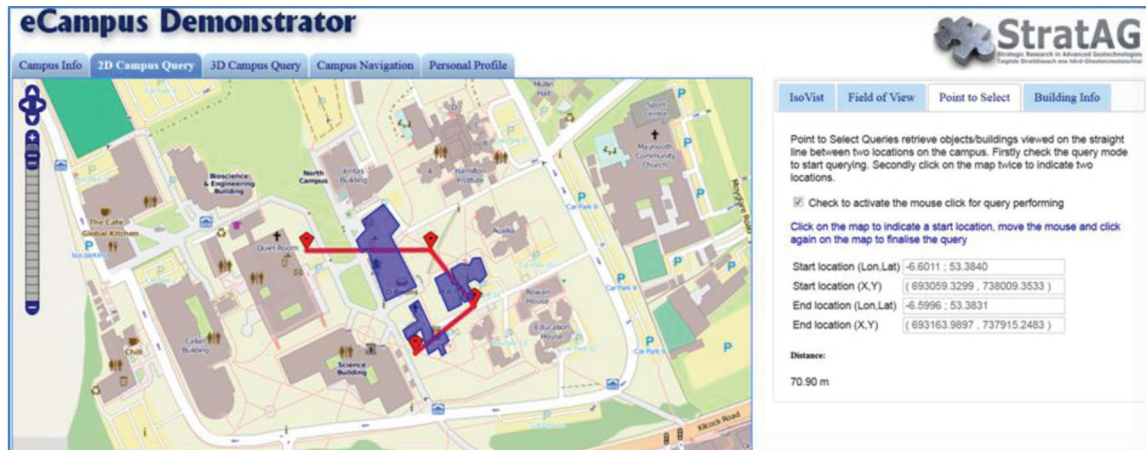 eCampus Demonstrator
StratAG
Strategic Research in Advanced Geotechnologies
Campus Info
2D Campus Query
3D Campus Query
Campus Navigation
Personal Profile
IsoVist
Field of View
Point to Select
Building Info
Point to Select Queries retrieve objects/buildings viewed on the straight
line between two locations on the campus. Firstly check the query mode
to start querying. Secondly click on the map twice to indicate two
locations.
Check to activate the mouse click for query performing
Click on the map to indicate a start location, move the mouse and click
again on the map to finalise the query
Start location (Lon,Lat) -6.6011 ; 53.3840
Start location (X,Y) ( 693059.3299 , 738009.3533 )
End location (Lon,Lat) -6.5996 ; 53.3831
End location (X,Y) ( 693163.9897 , 737915.2483 )
Distance:
70.90 m
Hall
Sport
centre
Maynooth
Community
Church
Moyglare Road
Bioscience
& Engineering
Building
North
Campus
Building
Hamilton
Institute
Car Park 9
The Cafe
Global Kitchen
bus parking
Quiet Room
Auxilia
Rowan
House
Education
House
Callan
Building
Chill
Science
Building
Car Park 6
Kilcock Road